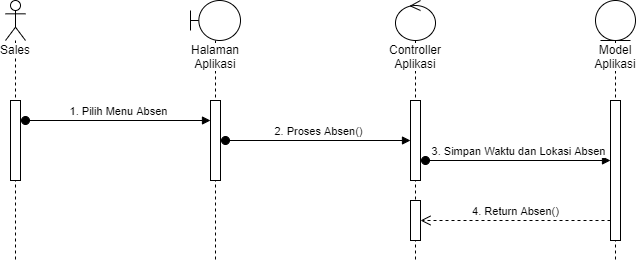 Sales
Halaman
Aplikasi
Controller
Aplikasi
Model
Aplikasi
1. Pilih Menu Absen
2. Proses Absen()
3. Simpan Waktu dan Lokasi Absen
4. Return Absen()